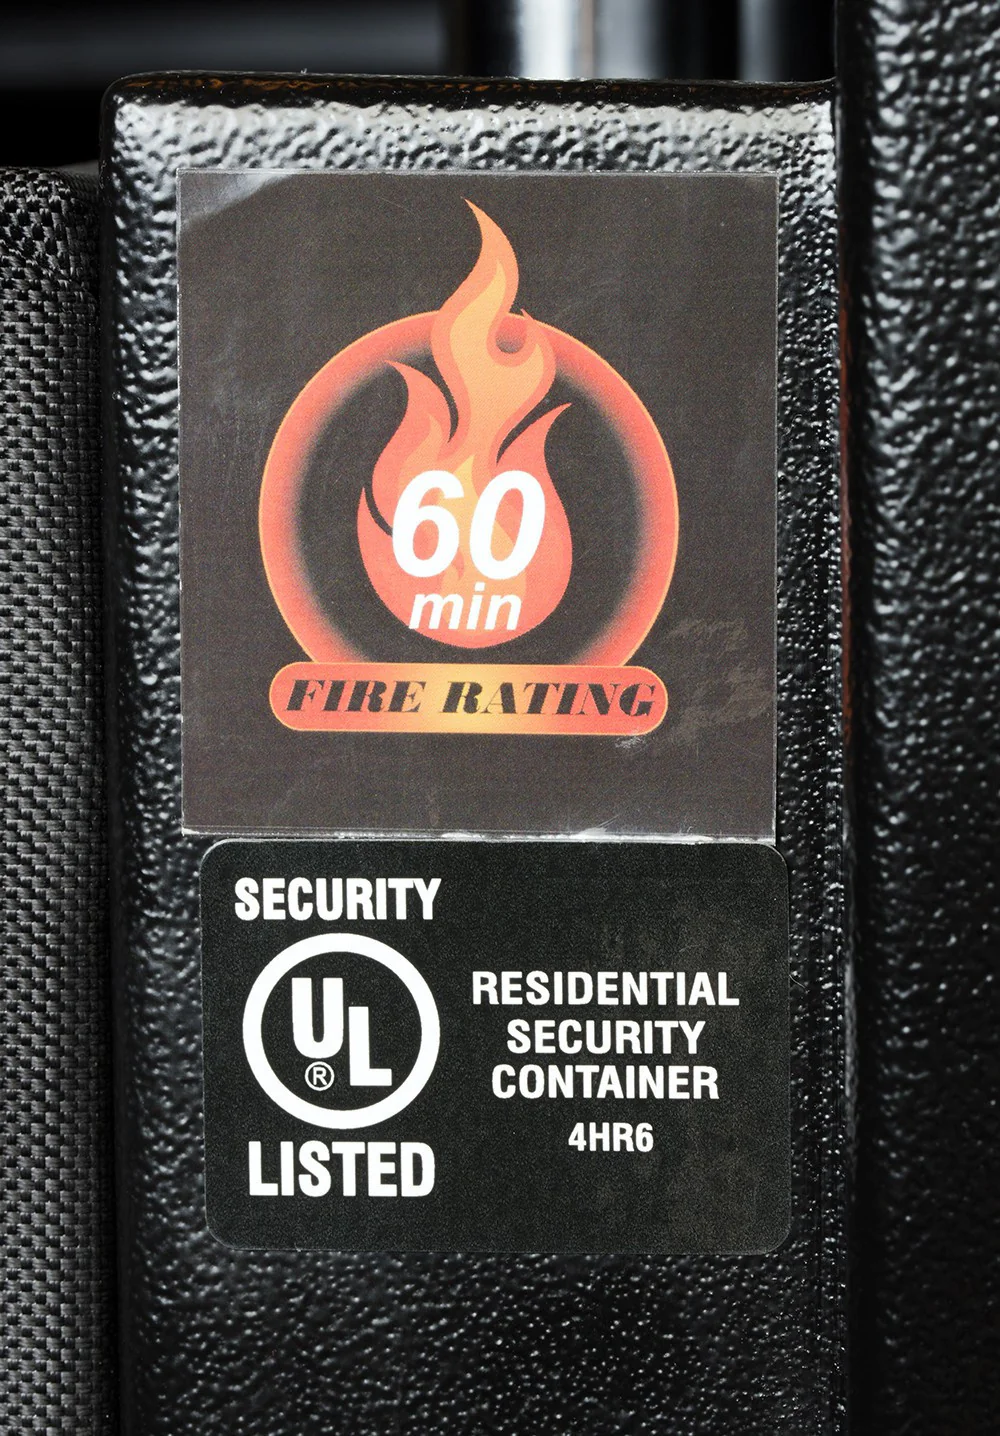 60
min
FIRE RATING
SECURITY
UL
®
LISTED
RESIDENTIAL
SECURITY
CONTAINER
4HR6